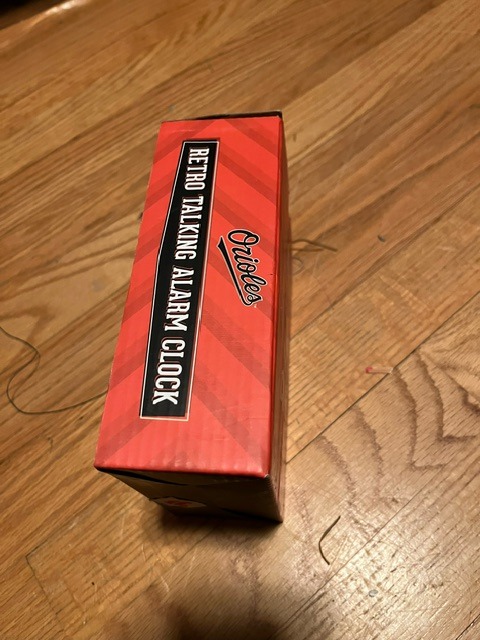 Orioles
RETRO TALKING ALARM CLOCK